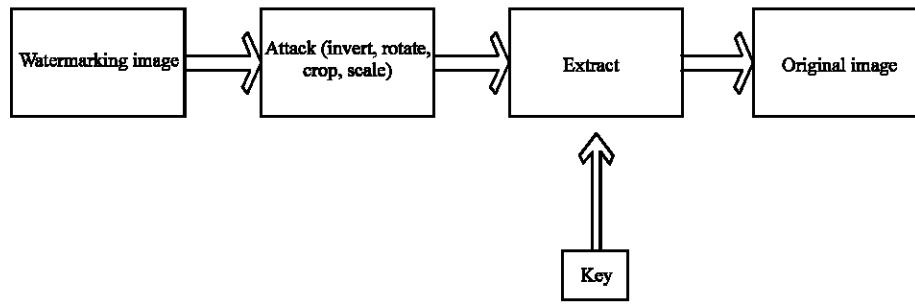 Watermarking image
Attack (invert, rotate,
crop, scale)
Extract
Original image
Key